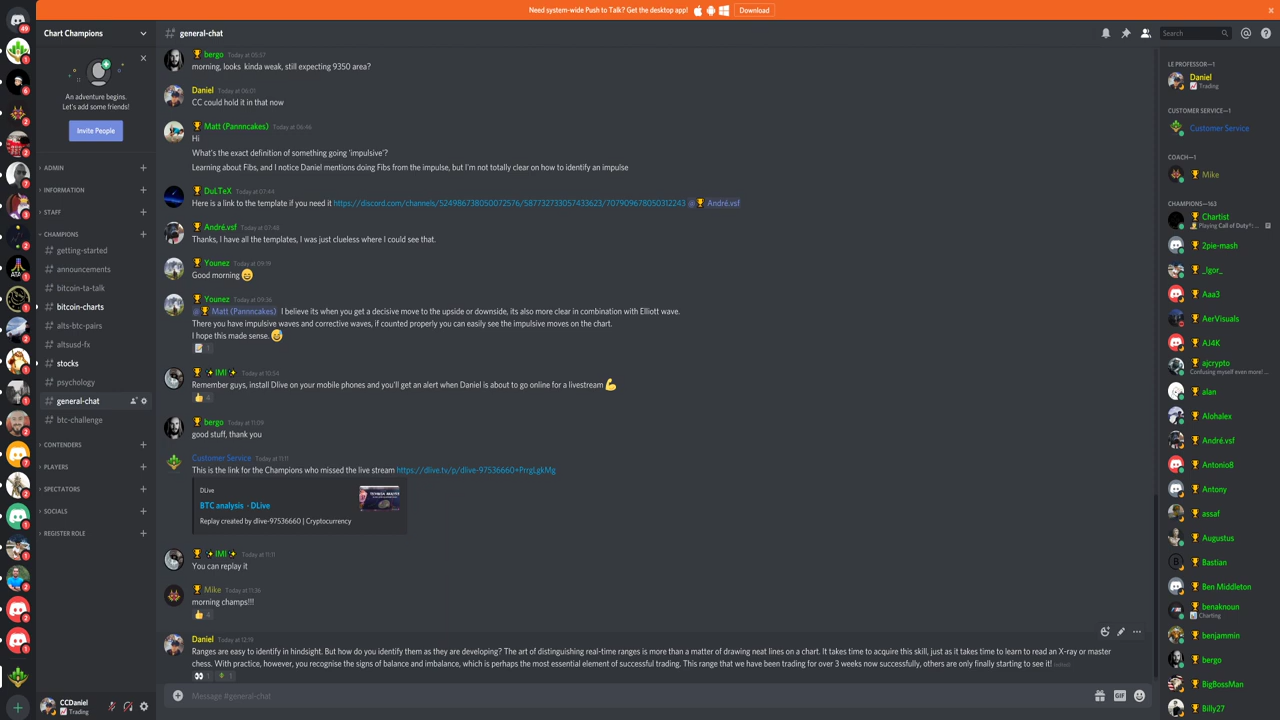 Need system-wide Push to Talk? Get the desktop app! Download
Chart Champions
general-chat
Search
An adventure begins.
Let's add some friends!
Invite People
ADMIN
INFORMATION
STAFF
CHAMPIONS
getting-started
announcements
bitcoin-ta-talk
bitcoin-charts
alts-btc-pairs
altsusd-fx
stocks
psychology
general-chat
btc-challenge
CONTENDERS
PLAYERS
SPECTATORS
SOCIALS
REGISTER ROLE
CCDaniel
Trading
bergo Today at 05:57
morning, looks kinda weak, still expecting 9350 area?
Daniel Today at 06:01
CC could hold it in that now
Matt (Pannncakes) Today at 06:46
Hi
What's the exact definition of something going 'impulsive'?
Learning about Fibs, and I notice Daniel mentions doing Fibs from the impulse, but I'm not totally clear on how to identify an impulse
DuLTeX Today at 07:44
Here is a link to the template if you need it https://discord.com/channels/524986738050072576/587732733057433623/707909678050312243 @ André.vsf
André.vsf Today at 07:48
Thanks, I have all the templates, I was just clueless where I could see that.
Younez Today at 09:19
Good morning
Younez Today at 09:36
@ Matt (Pannncakes) I believe its when you get a decisive move to the upside or downside, its also more clear in combination with Elliott wave.
There you have impulsive waves and corrective waves, if counted properly you can easily see the impulsive moves on the chart.
I hope this made sense.
1
IMI Today at 10:54
Remember guys, install Dlive on your mobile phones and you'll get an alert when Daniel is about to go online for a livestream
4
bergo Today at 11:09
good stuff, thank you
Customer Service Today at 11:11
This is the link for the Champions who missed the live stream https://dlive.tv/p/dlive-97536660+PrrgLgkMg
DLive
BTC analysis · DLive
Replay created by dlive-97536660 | Cryptocurrency
IMI Today at 11:11
You can replay it
Mike Today at 11:36
morning champs!!!
4
Daniel Today at 12:19
Ranges are easy to identify in hindsight. But how do you identify them as they are developing? The art of distinguishing real-time ranges is more than a matter of drawing neat lines on a chart. It takes time to acquire this skill, just as it takes time to learn to read an X-ray or master
chess. With practice, however, you recognise the signs of balance and imbalance, which is perhaps the most essential element of successful trading. This range that we have been trading for over 3 weeks now successfully, others are only finally starting to see it! (edited)
1 1
Message #general-chat
GIF
LE PROFESSOR—1
Daniel
Trading
CUSTOMER SERVICE—1
Customer Service
COACH—1
Mike
CHAMPIONS—163
Chartist
Playing Call of Duty®: ...
2pie-mash
_Igor_
Aaa3
AerVisuals
AJ4K
ajcrypto
Confusing myself even more! ...
alan
Alohalex
André.vsf
Antonio8
Antony
assaf
Augustus
Bastian
Ben Middleton
benaknoun
Charting
benjammin
bergo
BigBossMan
Billy27